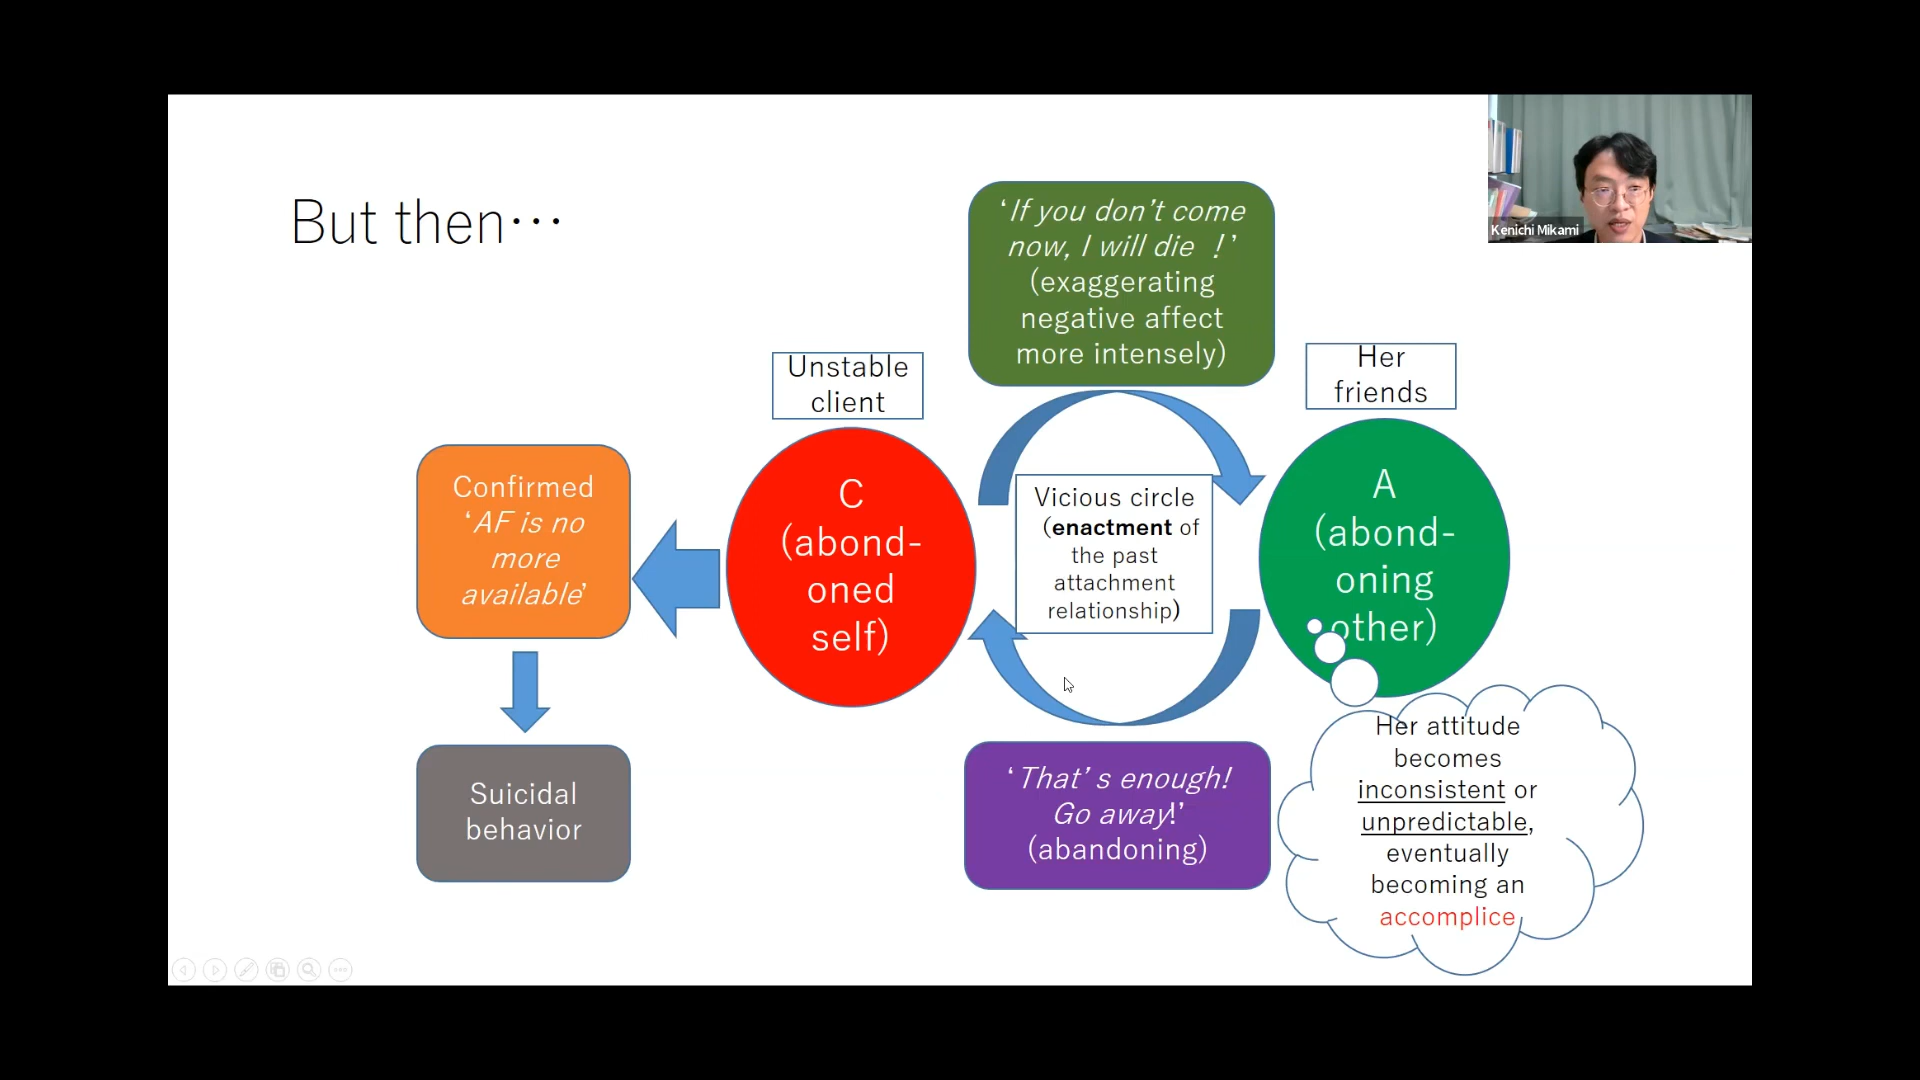 But then…
Kenichi Mikami
‘If you don’t come
now, I will die !’
(exaggerating
negative affect
more intensely)
Unstable
client
Her
friends
Confirmed
‘AF is no
more
available’
C
(abond-
oned
self)
Vicious circle
(enactment of
the past
attachment
relationship)
A
(abond-
oning
other)
Suicidal
behavior
‘That’s enough!
Go away!’
(abandoning)
Her attitude
becomes
inconsistent or
unpredictable,
eventually
becoming an
accomplice